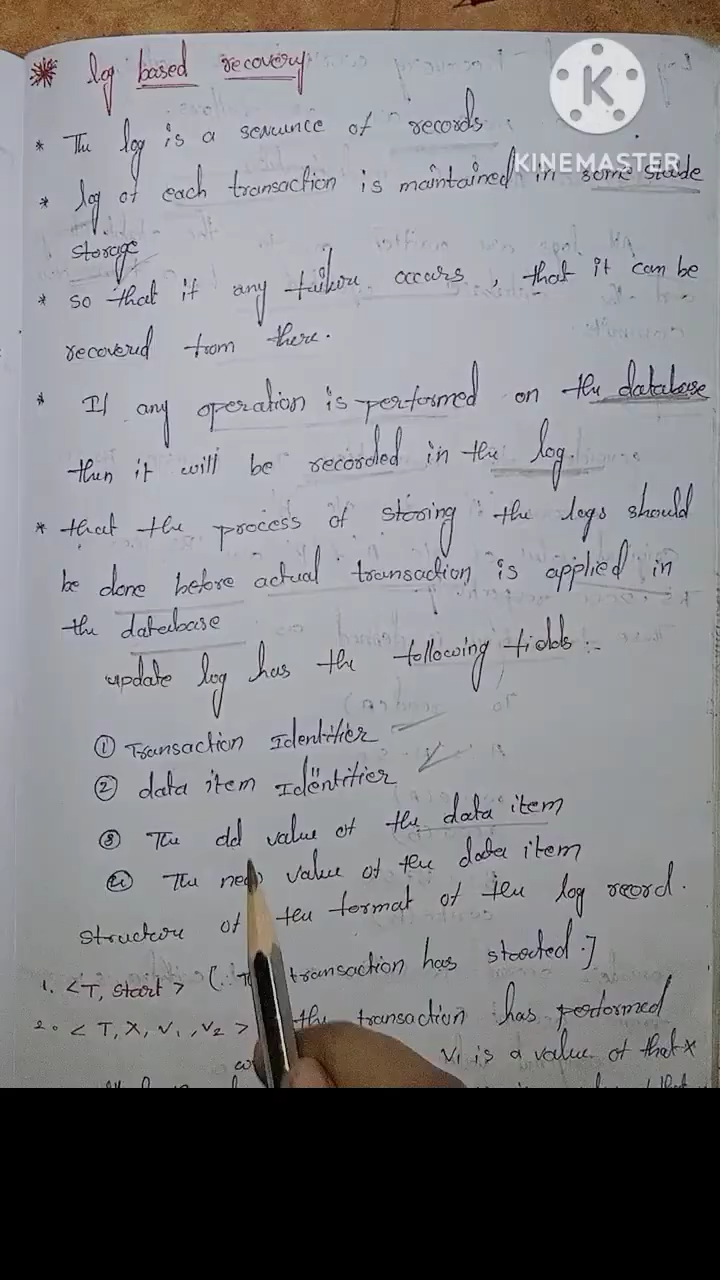 * log based recovery
KINEMASTER
* The log is a sequence of records.
* log of each transaction is maintained in some stable
storage
* so that if any failure occurs, that it can be
recovered from there.
* If any operation is performed on the database
then it will be recorded in the log.
* that the process of storing the logs should
be done before actual transaction is applied in
the database
update log has the following fields :-
① Transaction Identifier
② data item Identifier
③ The old value of the data item
④ The new value of the data item
structure of the format of the log record.
1. <T, start> [∴ The transaction has started.]
2. < T, X, V1, V2 > the transaction has performed
V1 is a value of that x